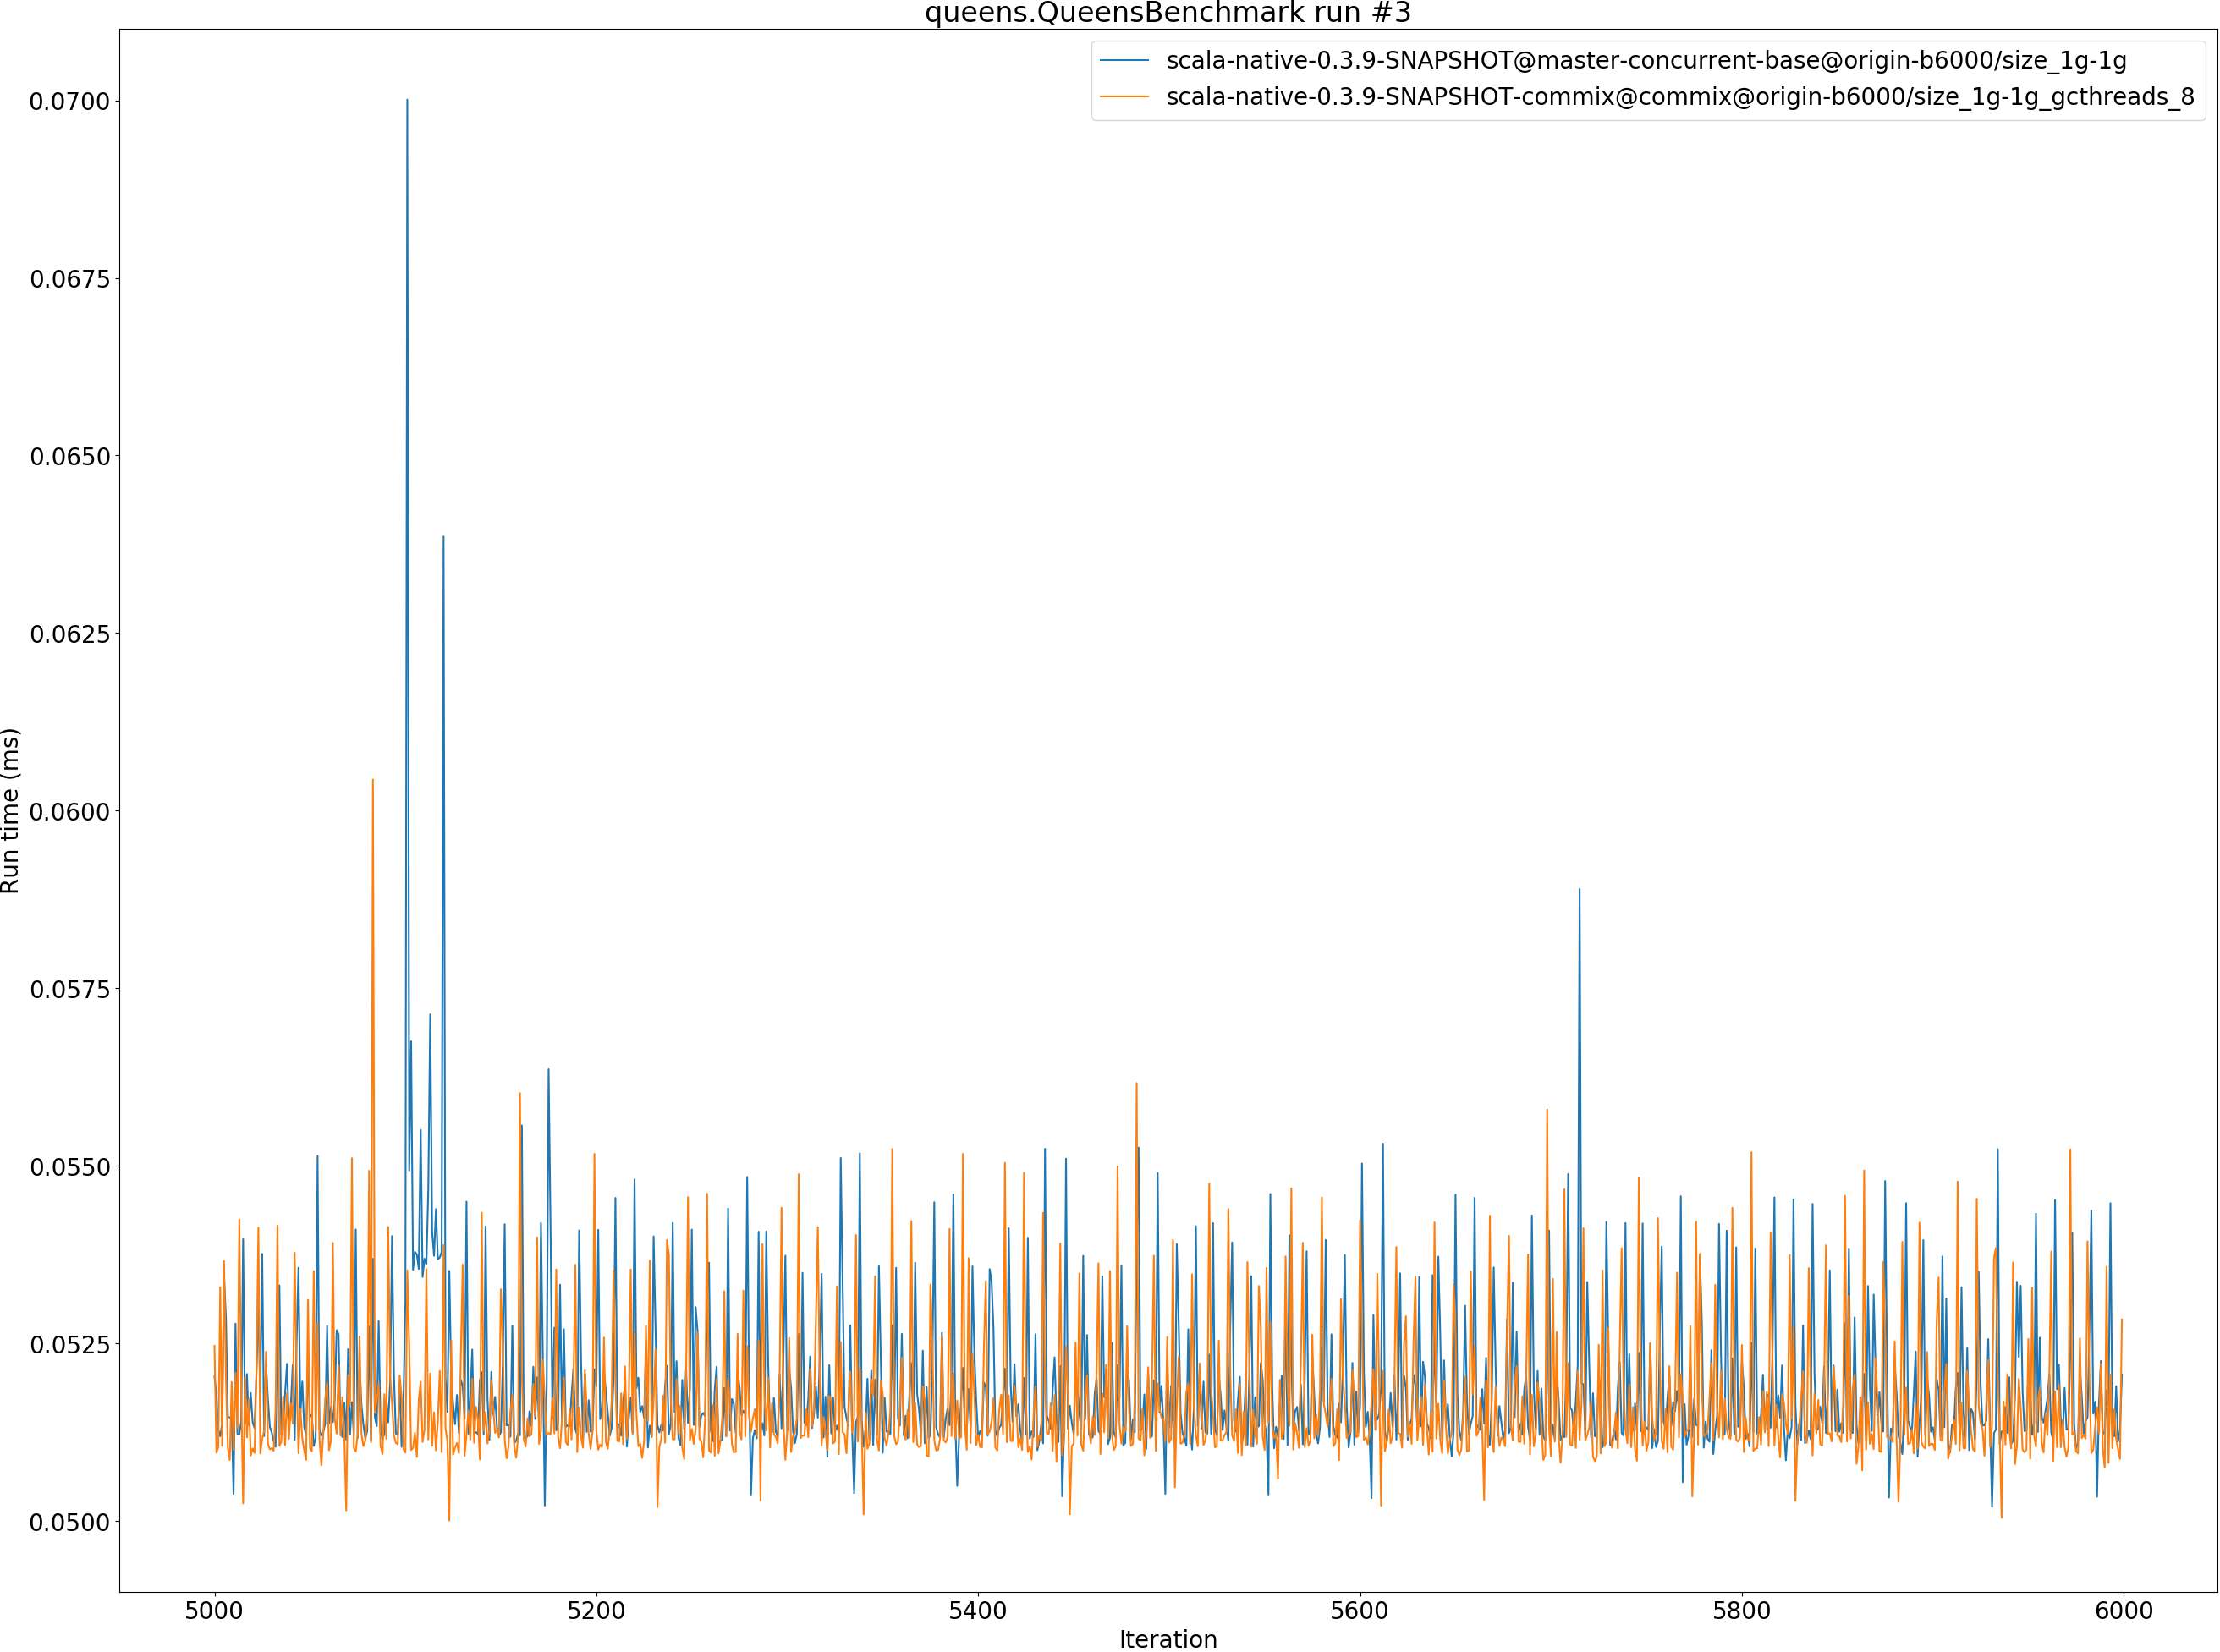 queens.QueensBenchmark run #3
scala-native-0.3.9-SNAPSHOT@master-concurrent-base@origin-b6000/size_1g-1g
scala-native-0.3.9-SNAPSHOT-commix@commix@origin-b6000/size_1g-1g_gcthreads_8
Run time (ms)
0.0700
0.0675
0.0650
0.0625
0.0600
0.0575
0.0550
0.0525
0.0500
5000 5200 5400 5600 5800 6000
Iteration